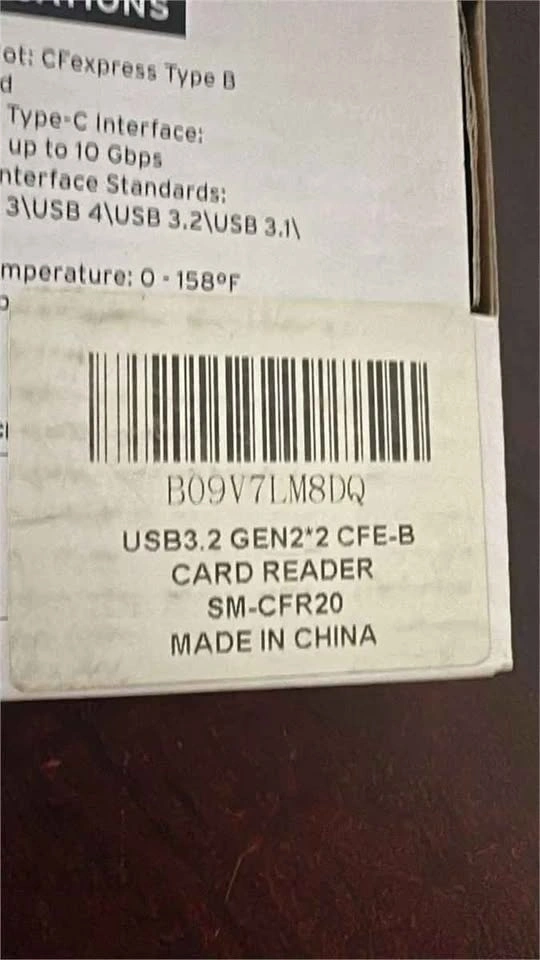 ATIONS
ot: CFexpress Type B
d
Type-C Interface:
up to 10 Gbps
nterface Standards:
3\USB 4\USB 3.2\USB 3.1\
mperature: 0 - 158°F
B09V7LM8DQ
USB3.2 GEN2*2 CFE-B
CARD READER
SM-CFR20
MADE IN CHINA